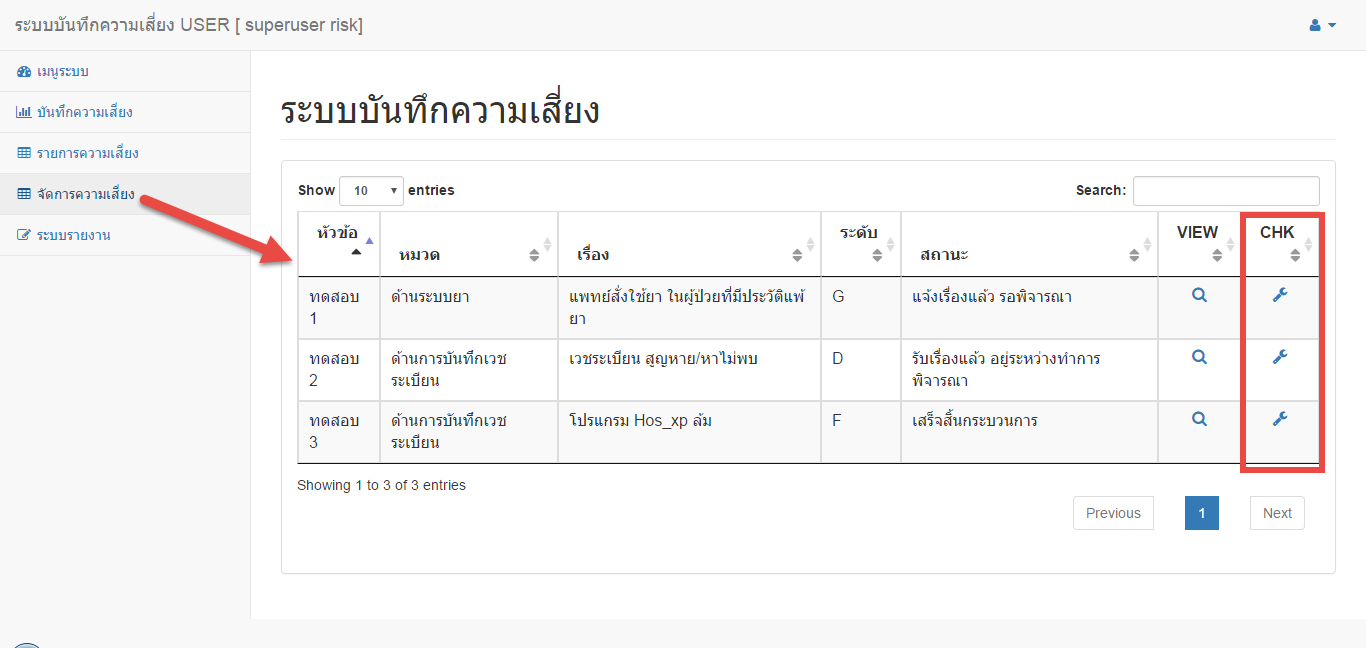 ระบบบันทึกความเสี่ยง USER [ superuser risk]
เมนูระบบ
บันทึกความเสี่ยง
รายการความเสี่ยง
จัดการความเสี่ยง
ระบบรายงาน
ระบบบันทึกความเสี่ยง
Show 10 entries
Search:
หัวข้อ หมวด เรื่อง ระดับ สถานะ VIEW CHK
ทดสอบ ด้านระบบยา แพทย์สั่งใช้ยา ในผู้ป่วยที่มีประวัติแพ้ G แจ้งเรื่องแล้ว รอพิจารณา
1 ยา
ทดสอบ ด้านการบันทึกเวช เวชระเบียน สูญหาย/หาไม่พบ D รับเรื่องแล้ว อยู่ระหว่างทำการ
2 ระเบียน พิจารณา
ทดสอบ ด้านการบันทึกเวช โปรแกรม Hos_xp ล้ม F เสร็จสิ้นกระบวนการ
3 ระเบียน
Showing 1 to 3 of 3 entries
Previous 1 Next